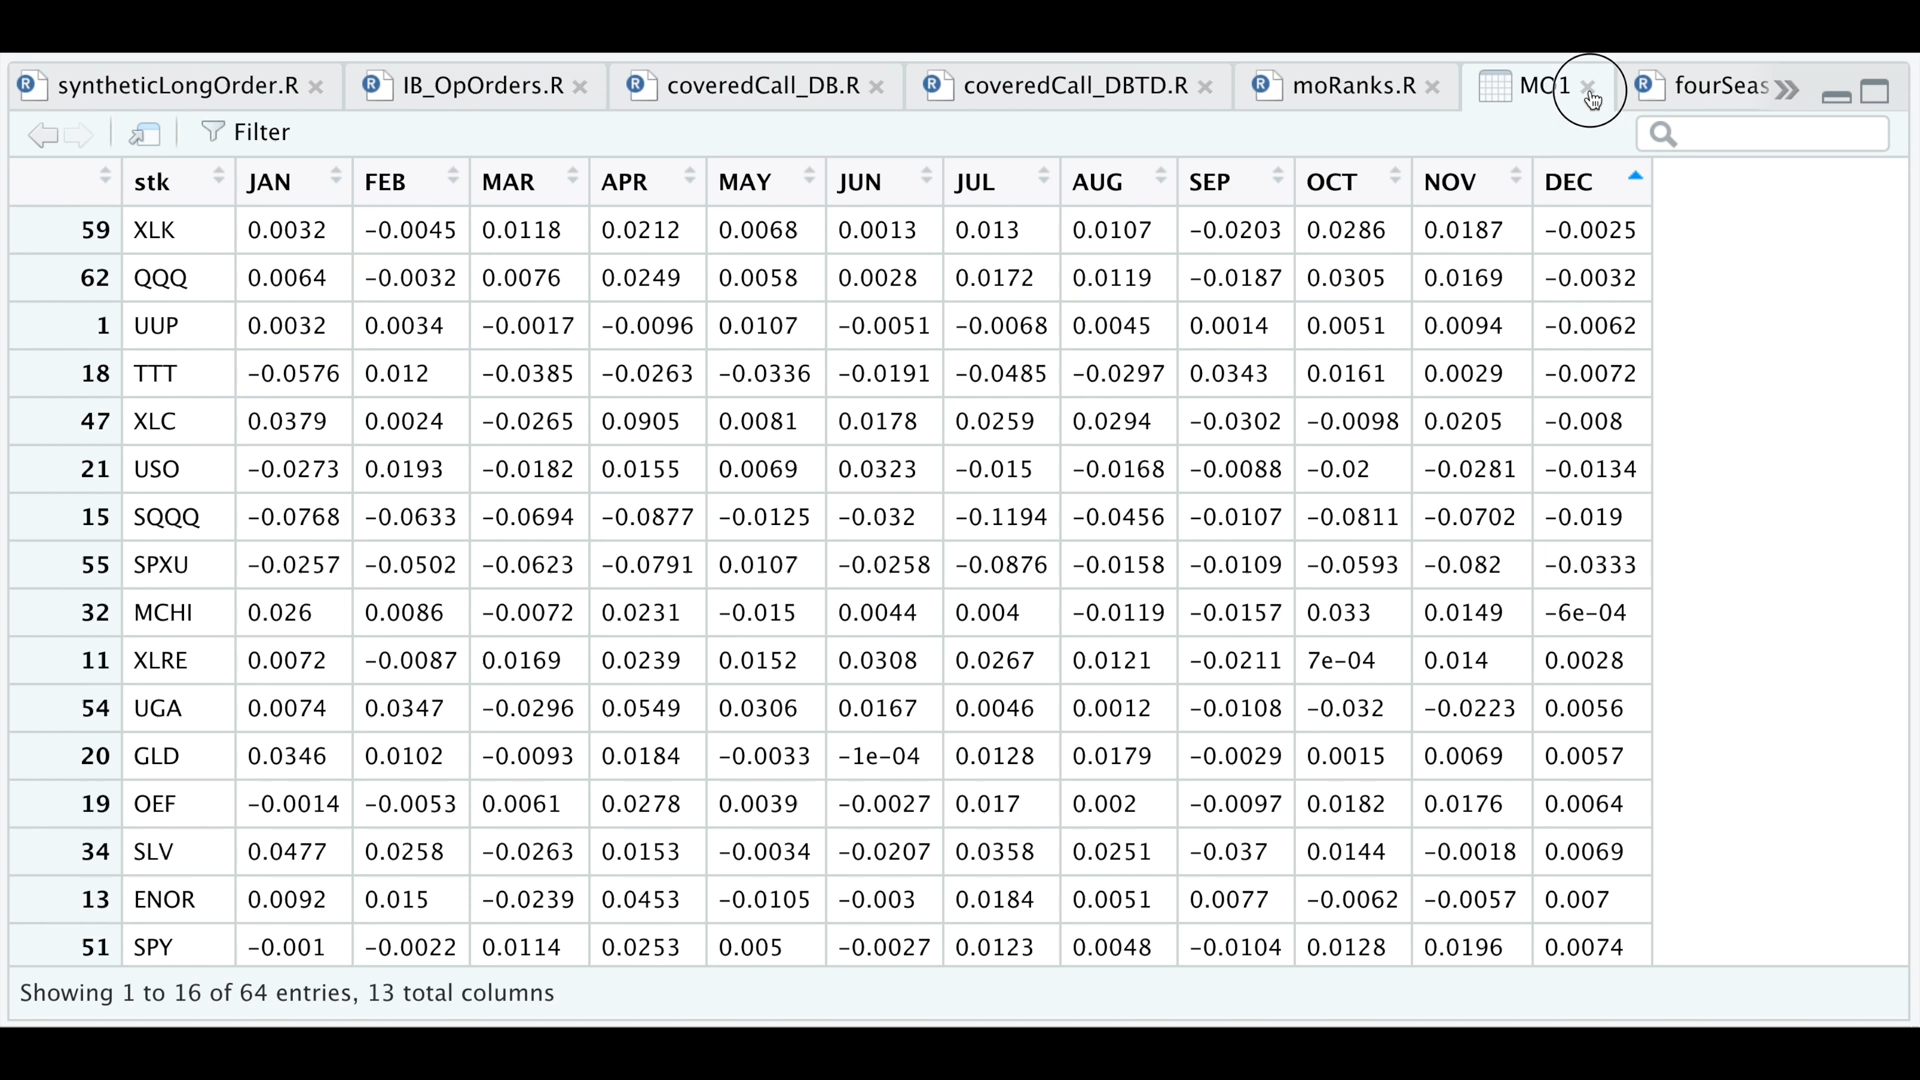 syntheticLongOrder.R IB_OpOrders.R coveredCall_DB.R coveredCall_DBTD.R moRanks.R MO1 fourSeas
Filter
stk JAN FEB MAR APR MAY JUN JUL AUG SEP OCT NOV DEC
59 XLK 0.0032 −0.0045 0.0118 0.0212 0.0068 0.0013 0.013 0.0107 −0.0203 0.0286 0.0187 −0.0025
62 QQQ 0.0064 −0.0032 0.0076 0.0249 0.0058 0.0028 0.0172 0.0119 −0.0187 0.0305 0.0169 −0.0032
1 UUP 0.0032 0.0034 −0.0017 −0.0096 0.0107 −0.0051 −0.0068 0.0045 0.0014 0.0051 0.0094 −0.0062
18 TTT −0.0576 0.012 −0.0385 −0.0263 −0.0336 −0.0191 −0.0485 −0.0297 0.0343 0.0161 0.0029 −0.0072
47 XLC 0.0379 0.0024 −0.0265 0.0905 0.0081 0.0178 0.0259 0.0294 −0.0302 −0.0098 0.0205 −0.008
21 USO −0.0273 0.0193 −0.0182 0.0155 0.0069 0.0323 −0.015 −0.0168 −0.0088 −0.02 −0.0281 −0.0134
15 SQQQ −0.0768 −0.0633 −0.0694 −0.0877 −0.0125 −0.032 −0.1194 −0.0456 −0.0107 −0.0811 −0.0702 −0.019
55 SPXU −0.0257 −0.0502 −0.0623 −0.0791 0.0107 −0.0258 −0.0876 −0.0158 −0.0109 −0.0593 −0.082 −0.0333
32 MCHI 0.026 0.0086 −0.0072 0.0231 −0.015 0.0044 0.004 −0.0119 −0.0157 0.033 0.0149 −6e−04
11 XLRE 0.0072 −0.0087 0.0169 0.0239 0.0152 0.0308 0.0267 0.0121 −0.0211 7e−04 0.014 0.0028
54 UGA 0.0074 0.0347 −0.0296 0.0549 0.0306 0.0167 0.0046 0.0012 −0.0108 −0.032 −0.0223 0.0056
20 GLD 0.0346 0.0102 −0.0093 0.0184 −0.0033 −1e−04 0.0128 0.0179 −0.0029 0.0015 0.0069 0.0057
19 OEF −0.0014 −0.0053 0.0061 0.0278 0.0039 −0.0027 0.017 0.002 −0.0097 0.0182 0.0176 0.0064
34 SLV 0.0477 0.0258 −0.0263 0.0153 −0.0034 −0.0207 0.0358 0.0251 −0.037 0.0144 −0.0018 0.0069
13 ENOR 0.0092 0.015 −0.0239 0.0453 −0.0105 −0.003 0.0184 0.0051 0.0077 −0.0062 −0.0057 0.007
51 SPY −0.001 −0.0022 0.0114 0.0253 0.005 −0.0027 0.0123 0.0048 −0.0104 0.0128 0.0196 0.0074
Showing 1 to 16 of 64 entries, 13 total columns